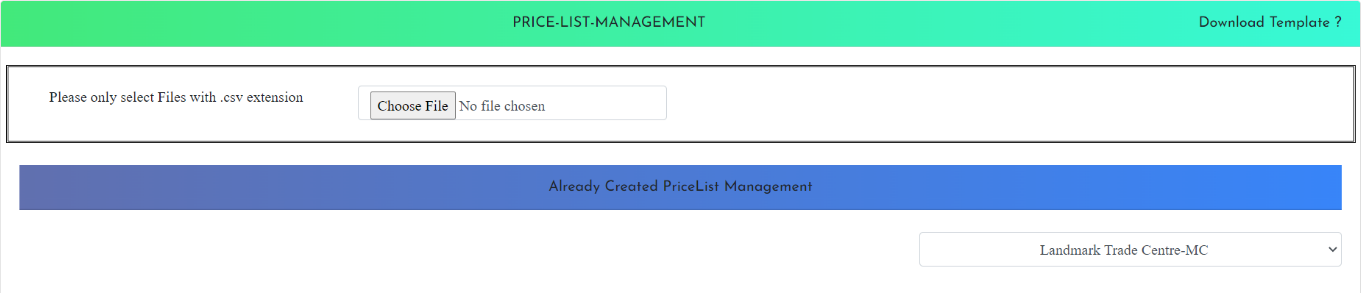 PRICE-LIST-MANAGEMENT
Download Template ?
Please only select Files with .csv extension
Choose File No file chosen
Already Created PriceList Management
Landmark Trade Centre-MC